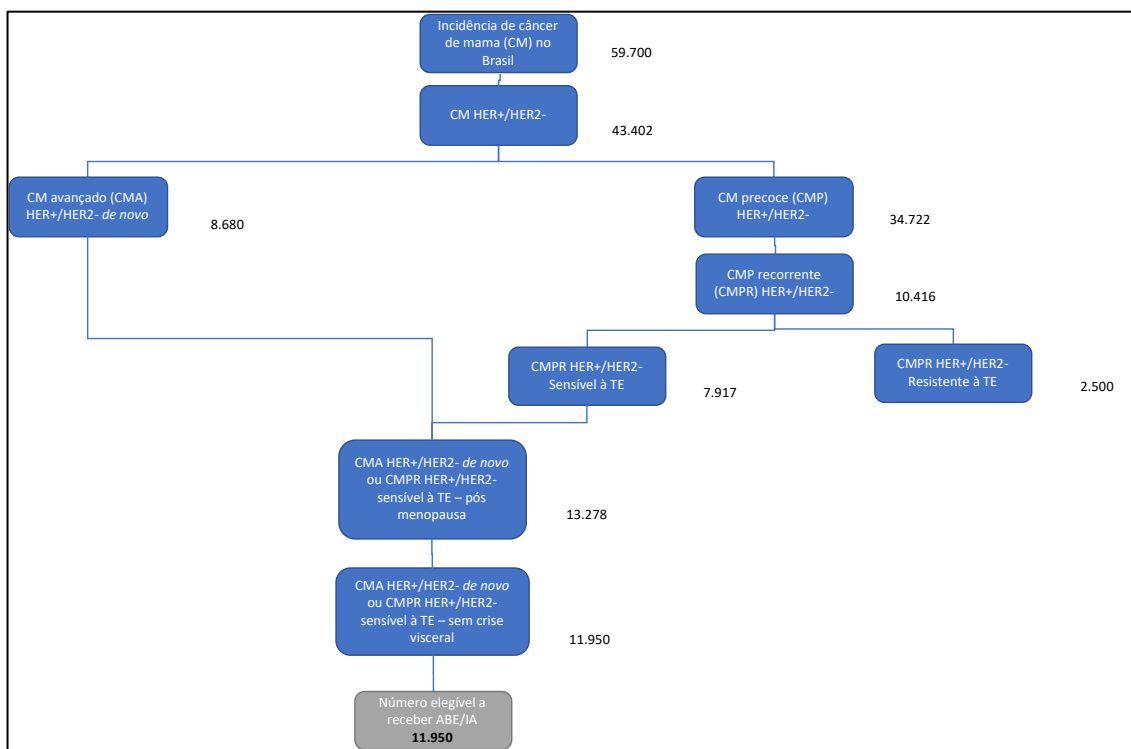 Incidência de câncer
de mama (CM) no
Brasil
59.700
CM HER+/HER2-
43.402
CM avançado (CMA)
HER+/HER2- de novo
8.680
CM precoce (CMP)
HER+/HER2-
34.722
CMP recorrente
(CMPR) HER+/HER2-
10.416
CMPR HER+/HER2-
Sensível à TE
7.917
CMPR HER+/HER2-
Resistente à TE
2.500
CMA HER+/HER2- de novo
ou CMPR HER+/HER2-
sensível à TE – pós
menopausa
13.278
CMA HER+/HER2- de novo
ou CMPR HER+/HER2-
sensível à TE – sem crise
visceral
11.950
Número elegível a
receber ABE/IA
11.950